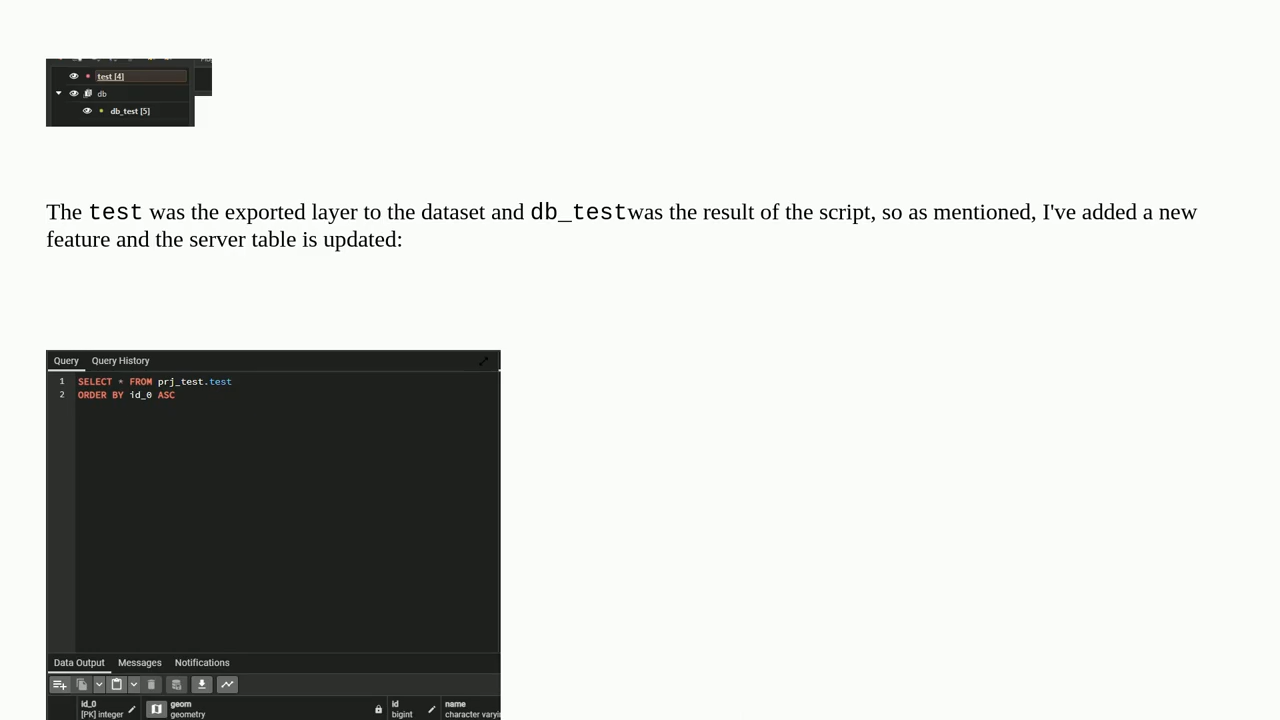 test [4]
db
db_test [5]
The test was the exported layer to the dataset and db_testwas the result of the script, so as mentioned, I've added a new
feature and the server table is updated:
Query Query History
1 SELECT * FROM prj_test.test
2 ORDER BY id_0 ASC
Data Output Messages Notifications
id_0 geom id name
[PK] integer geometry bigint character varyin